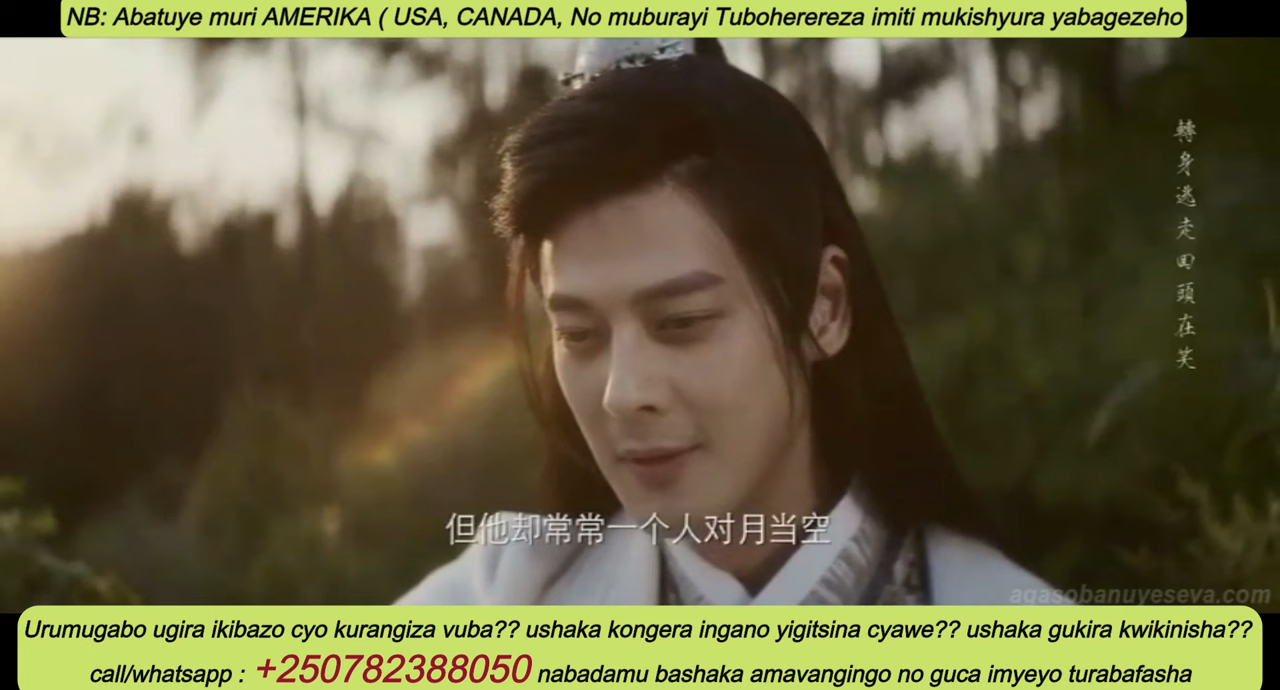 NB: Abatuye muri AMERIKA ( USA, CANADA, No muburayi Tuboherereza imiti mukishyura yabagezeho
轉身逃走回頭在笑
但他却常常一个人对月当空
agasobanuyeseva.com
Urumugabo ugira ikibazo cyo kurangiza vuba?? ushaka kongera ingano yigitsina cyawe?? ushaka gukira kwikinisha??
call/whatsapp : +250782388050 nabadamu bashaka amavangingo no guca imyeyo turabafasha